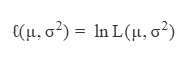 ℓ(μ, σ²) = ln L(μ, σ²)